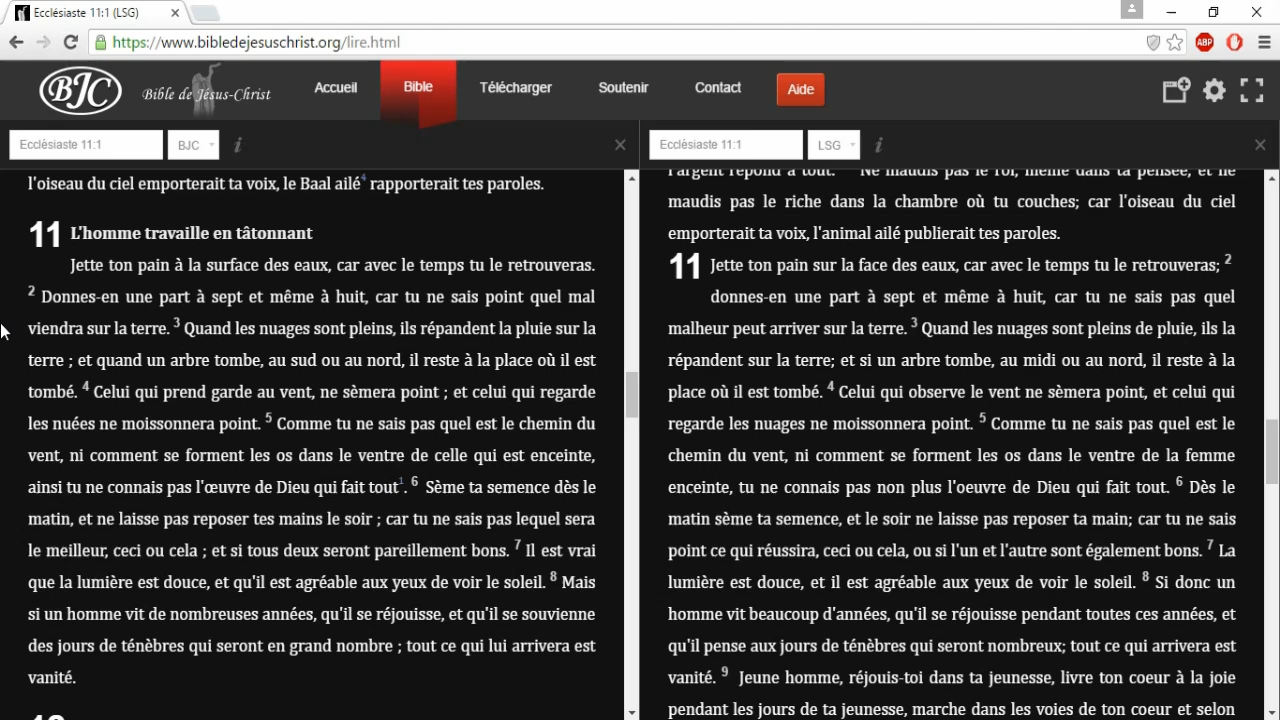 Ecclésiaste 11:1 (LSG)
https://www.bibledejesuschrist.org/lire.html
ABP
BJC
Bible de Jésus-Christ
Accueil
Bible
Télécharger
Soutenir
Contact
Aide
Ecclésiaste 11:1
BJC
i
l'oiseau du ciel emporterait ta voix, le Baal ailé⁴ rapporterait tes paroles.
11 L'homme travaille en tâtonnant
Jette ton pain à la surface des eaux, car avec le temps tu le retrouveras.
2 Donnes-en une part à sept et même à huit, car tu ne sais point quel mal
viendra sur la terre. 3 Quand les nuages sont pleins, ils répandent la pluie sur la
terre ; et quand un arbre tombe, au sud ou au nord, il reste à la place où il est
tombé. 4 Celui qui prend garde au vent, ne sèmera point ; et celui qui regarde
les nuées ne moissonnera point. 5 Comme tu ne sais pas quel est le chemin du
vent, ni comment se forment les os dans le ventre de celle qui est enceinte,
ainsi tu ne connais pas l'œuvre de Dieu qui fait tout¹. 6 Sème ta semence dès le
matin, et ne laisse pas reposer tes mains le soir ; car tu ne sais pas lequel sera
le meilleur, ceci ou cela ; et si tous deux seront pareillement bons. 7 Il est vrai
que la lumière est douce, et qu'il est agréable aux yeux de voir le soleil. 8 Mais
si un homme vit de nombreuses années, qu'il se réjouisse, et qu'il se souvienne
des jours de ténèbres qui seront en grand nombre ; tout ce qui lui arrivera est
vanité.
12
Ecclésiaste 11:1
LSG
i
l'argent répond à tout. Ne maudis pas le roi, même dans ta pensée, et ne
maudis pas le riche dans la chambre où tu couches; car l'oiseau du ciel
emporterait ta voix, l'animal ailé publierait tes paroles.
11 Jette ton pain sur la face des eaux, car avec le temps tu le retrouveras; 2
donnes-en une part à sept et même à huit, car tu ne sais pas quel
malheur peut arriver sur la terre. 3 Quand les nuages sont pleins de pluie, ils la
répandent sur la terre; et si un arbre tombe, au midi ou au nord, il reste à la
place où il est tombé. 4 Celui qui observe le vent ne sèmera point, et celui qui
regarde les nuages ne moissonnera point. 5 Comme tu ne sais pas quel est le
chemin du vent, ni comment se forment les os dans le ventre de la femme
enceinte, tu ne connais pas non plus l'oeuvre de Dieu qui fait tout. 6 Dès le
matin sème ta semence, et le soir ne laisse pas reposer ta main; car tu ne sais
point ce qui réussira, ceci ou cela, ou si l'un et l'autre sont également bons. 7 La
lumière est douce, et il est agréable aux yeux de voir le soleil. 8 Si donc un
homme vit beaucoup d'années, qu'il se réjouisse pendant toutes ces années, et
qu'il pense aux jours de ténèbres qui seront nombreux; tout ce qui arrivera est
vanité. 9 Jeune homme, réjouis-toi dans ta jeunesse, livre ton coeur à la joie
pendant les jours de ta jeunesse, marche dans les voies de ton coeur et selon